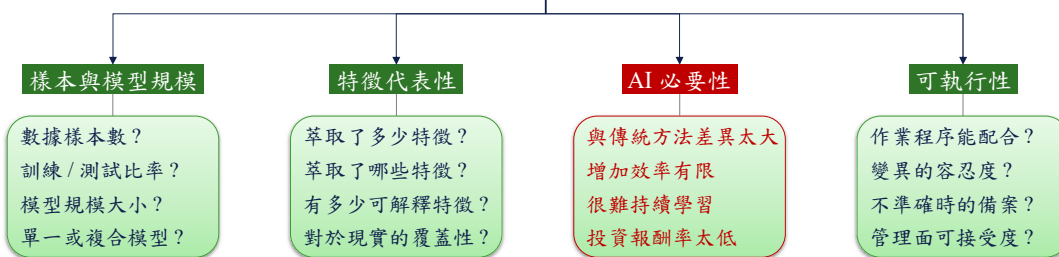 樣本與模型規模
數據樣本數？
訓練 / 測試比率？
模型規模大小？
單一或複合模型？
特徵代表性
萃取了多少特徵？
萃取了哪些特徵？
有多少可解釋特徵？
對於現實的覆蓋性？
AI 必要性
與傳統方法差異太大
增加效率有限
很難持續學習
投資報酬率太低
可執行性
作業程序能配合？
變異的容忍度？
不準確時的備案？
管理面可接受度？